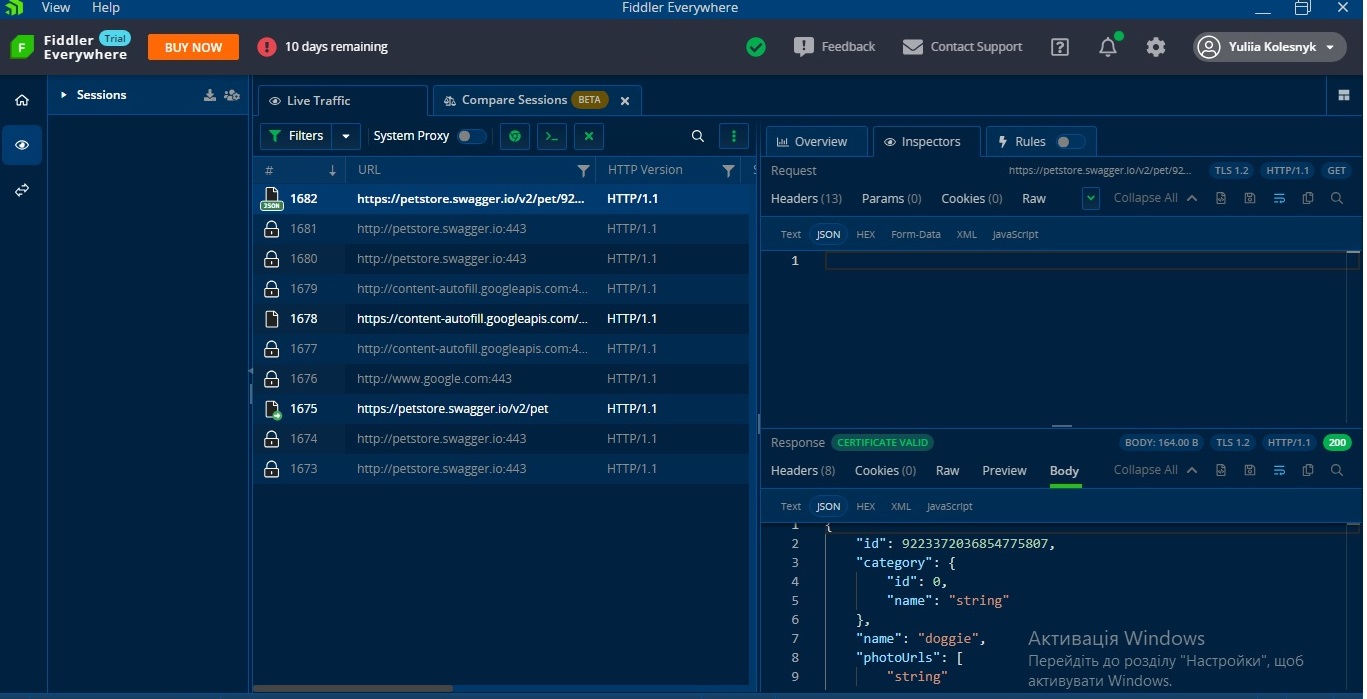 View Help Fiddler Everywhere
Fiddler Everywhere Trial BUY NOW 10 days remaining Feedback Contact Support Yuliia Kolesnyk
Sessions
Live Traffic Compare Sessions BETA
Filters System Proxy
# URL HTTP Version
1682 https://petstore.swagger.io/v2/pet/92... HTTP/1.1
1681 http://petstore.swagger.io:443 HTTP/1.1
1680 http://petstore.swagger.io:443 HTTP/1.1
1679 http://content-autofill.googleapis.com:4... HTTP/1.1
1678 https://content-autofill.googleapis.com/... HTTP/1.1
1677 http://content-autofill.googleapis.com:4... HTTP/1.1
1676 http://www.google.com:443 HTTP/1.1
1675 https://petstore.swagger.io/v2/pet HTTP/1.1
1674 http://petstore.swagger.io:443 HTTP/1.1
1673 http://petstore.swagger.io:443 HTTP/1.1
Overview Inspectors Rules
Request https://petstore.swagger.io/v2/pet/92... TLS 1.2 HTTP/1.1 GET
Headers (13) Params (0) Cookies (0) Raw Collapse All
Text JSON HEX Form-Data XML JavaScript
1
Response CERTIFICATE VALID BODY: 164.00 B TLS 1.2 HTTP/1.1 200
Headers (8) Cookies (0) Raw Preview Body Collapse All
Text JSON HEX XML JavaScript
1 {
2 "id": 9223372036854775807,
3 "category": {
4 "id": 0,
5 "name": "string"
6 },
7 "name": "doggie",
8 "photoUrls": [
9 "string"
Активація Windows
Перейдіть до розділу "Настройки", щоб
активувати Windows.